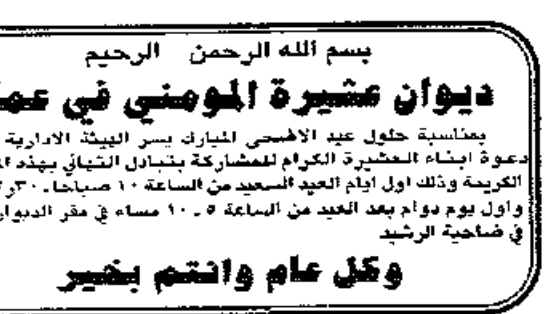 بسم الله الرحمن الرحيم
ديوان عشيرة المومني في
بمناسبة حلول عيد الاضحى المبارك يسر الهيئة الادارية
دعوة ابناء العشيرة الكرام للمشاركة بتبادل التهاني بهذه
الكريمة وذلك اول ايام العيد السعيد من الساعة ١٠ صباحا ـ
واول يوم دوام بعد العيد من الساعة ٥ ـ ١٠ مساء في مقر الديوان
في ضاحية الرشيد
وكل عام وانتم بخير